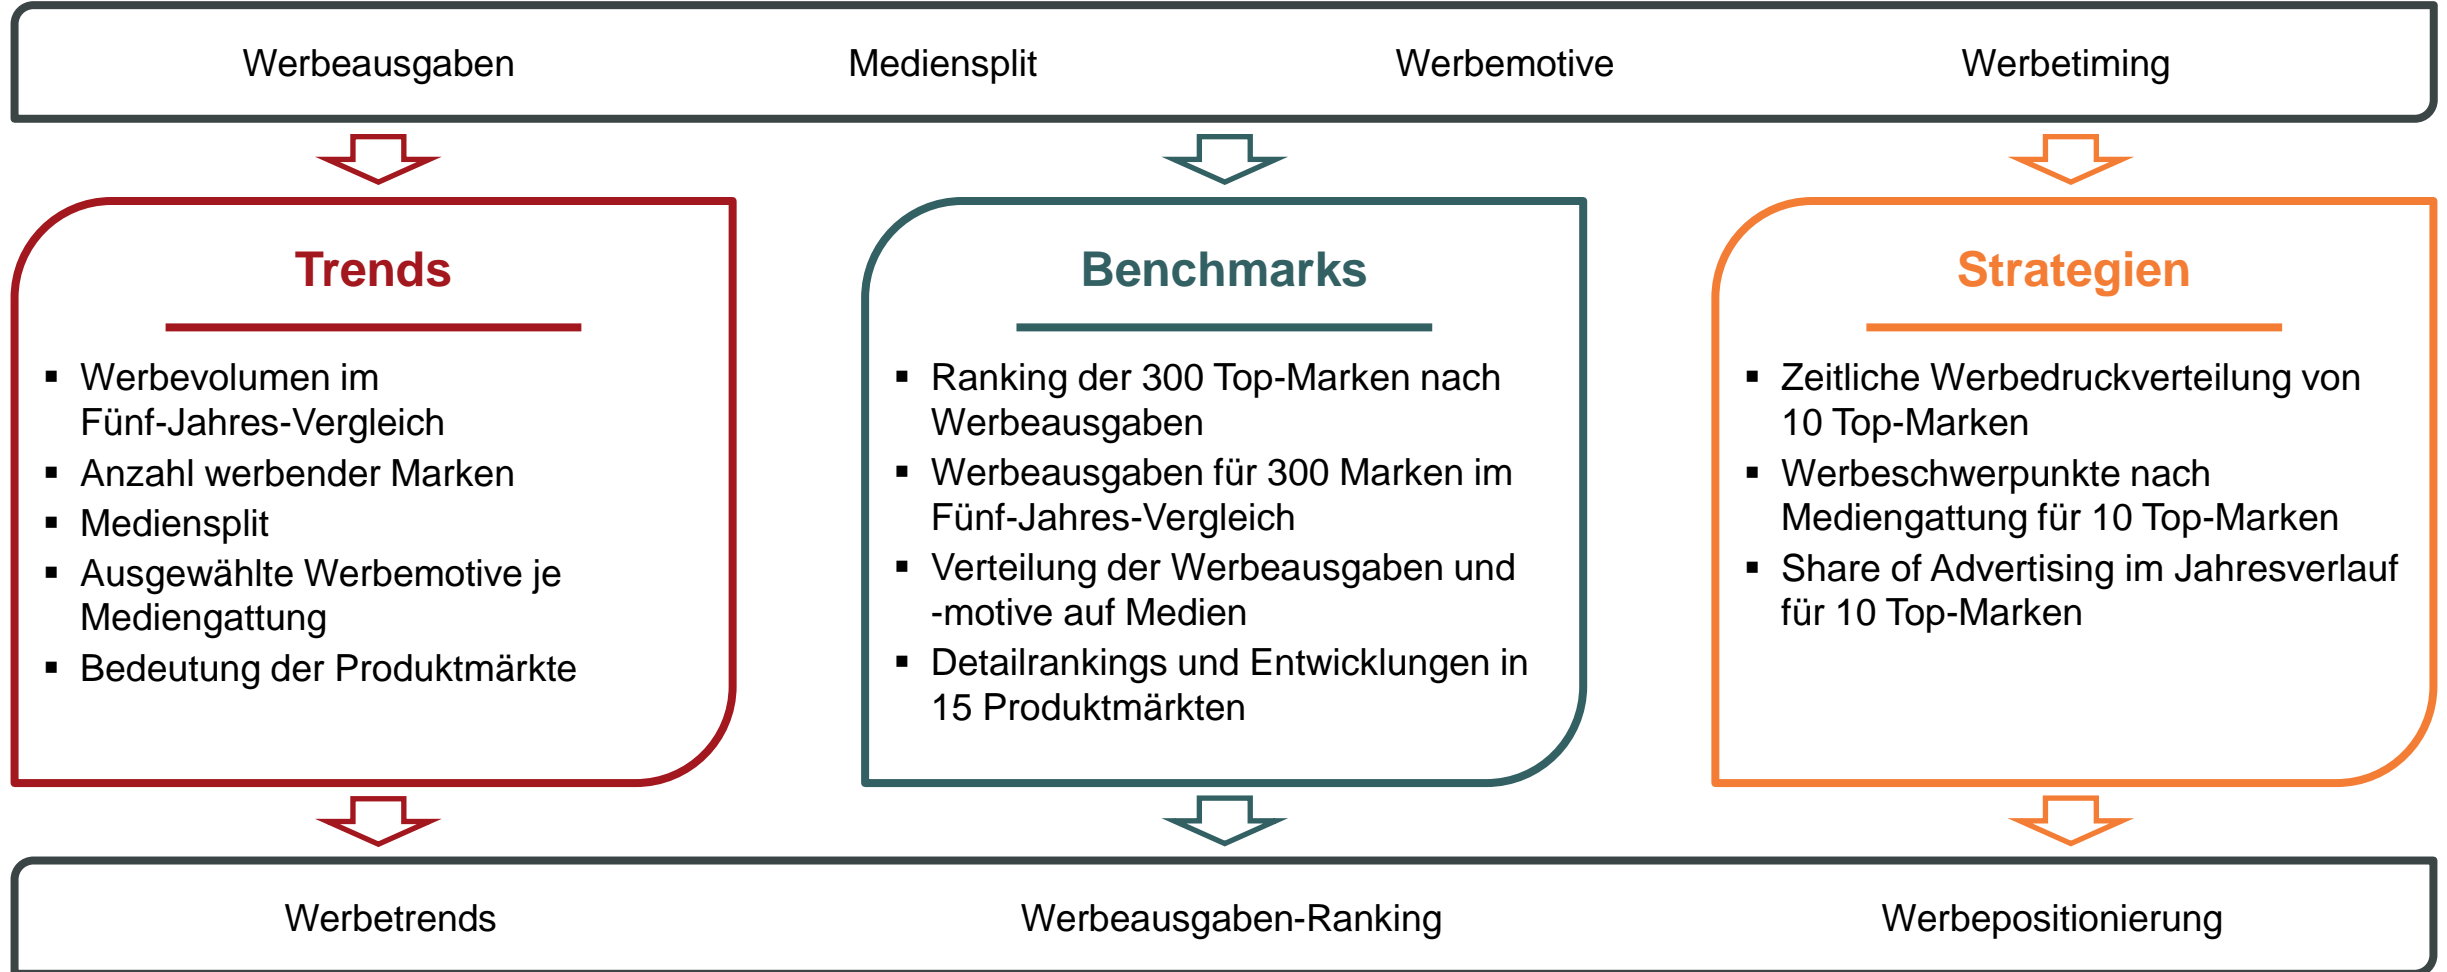 Werbeausgaben Mediensplit Werbemotive Werbetiming
Trends
▪ Werbevolumen im
Fünf-Jahres-Vergleich
▪ Anzahl werbender Marken
▪ Mediensplit
▪ Ausgewählte Werbemotive je
Mediengattung
▪ Bedeutung der Produktmärkte
Benchmarks
▪ Ranking der 300 Top-Marken nach
Werbeausgaben
▪ Werbeausgaben für 300 Marken im
Fünf-Jahres-Vergleich
▪ Verteilung der Werbeausgaben und
-motive auf Medien
▪ Detailrankings und Entwicklungen in
15 Produktmärkten
Strategien
▪ Zeitliche Werbedruckverteilung von
10 Top-Marken
▪ Werbeschwerpunkte nach
Mediengattung für 10 Top-Marken
▪ Share of Advertising im Jahresverlauf
für 10 Top-Marken
Werbetrends Werbeausgaben-Ranking Werbepositionierung